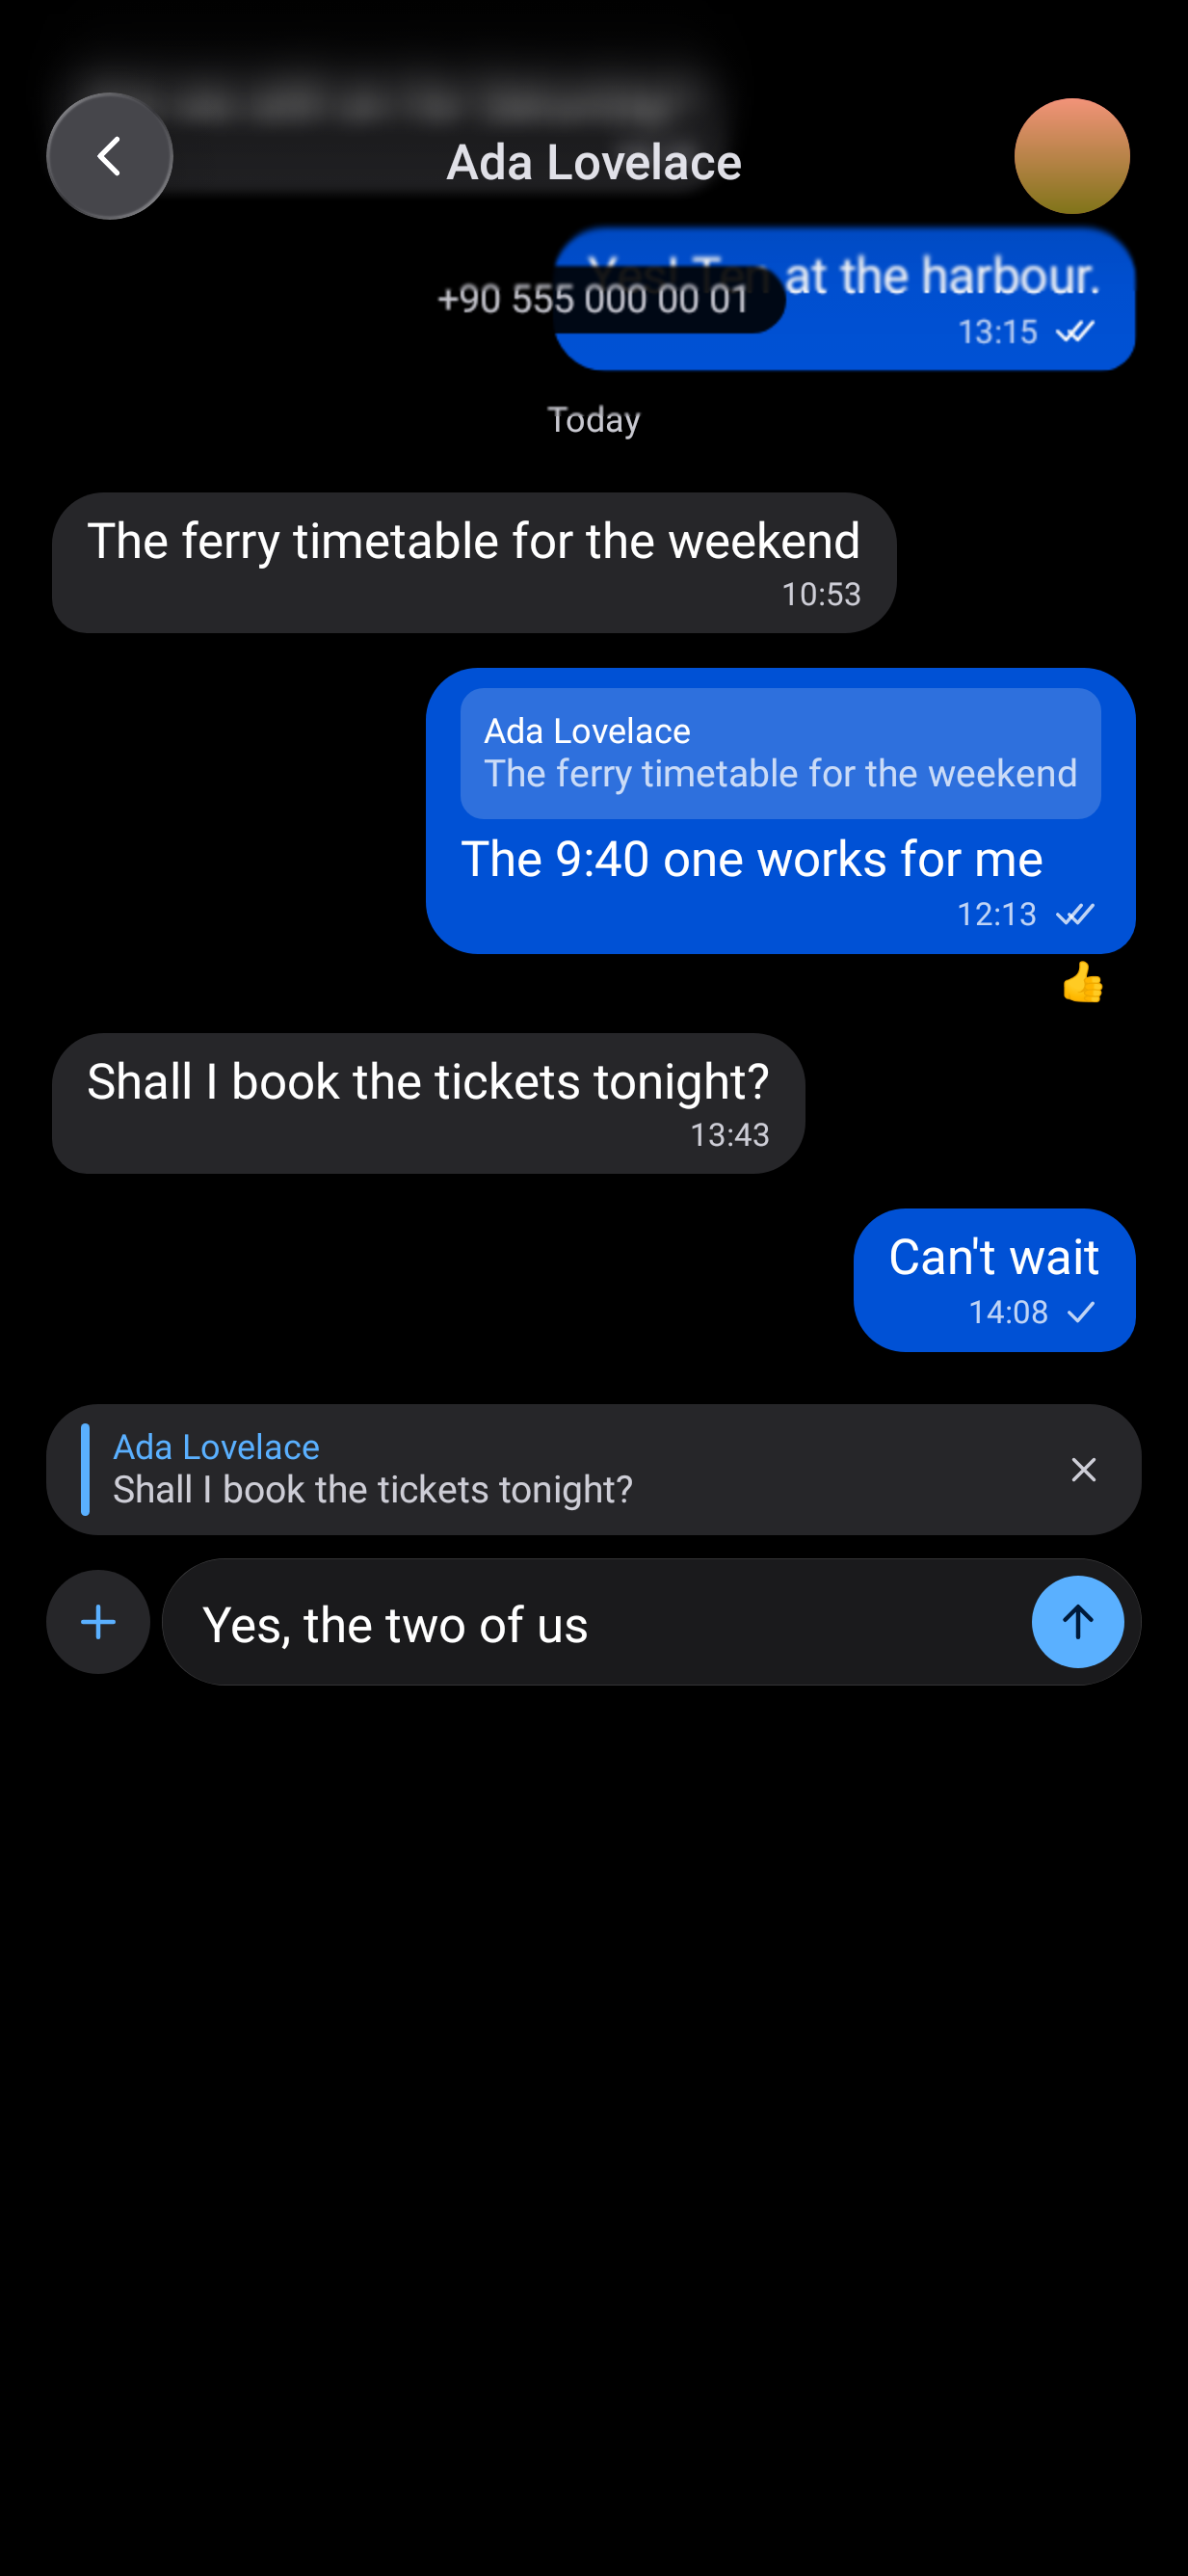 Ada Lovelace
Yes! Ten at the harbour.
+90 555 000 00 01
13:15
Today
The ferry timetable for the weekend
10:53
Ada Lovelace
The ferry timetable for the weekend
The 9:40 one works for me
12:13
Shall I book the tickets tonight?
13:43
Can't wait
14:08
Ada Lovelace
Shall I book the tickets tonight?
Yes, the two of us